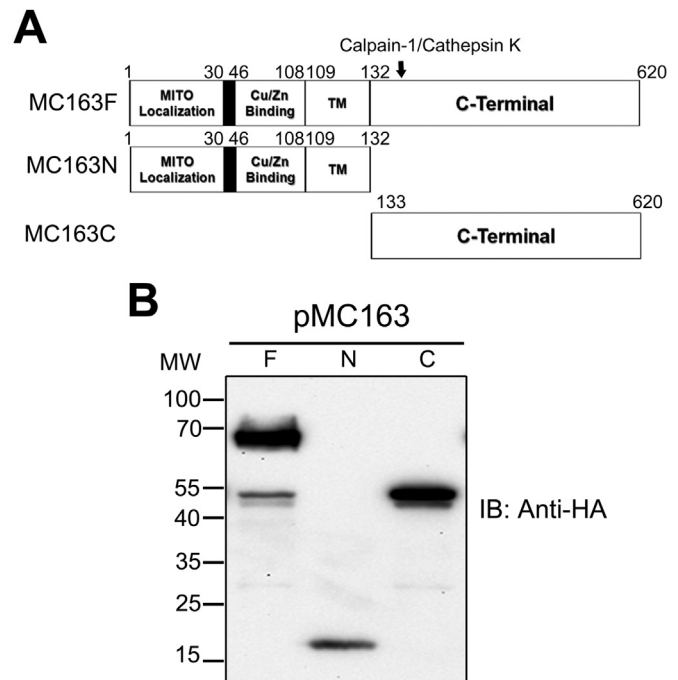 A
Calpain-1/Cathepsin K
1 30 46 108 109 132 620
MC163F
MITO Localization
Cu/Zn Binding
TM
C-Terminal
1 30 46 108 109 132
MC163N
MITO Localization
Cu/Zn Binding
TM
133 620
MC163C
C-Terminal
B
pMC163
MW F N C
100
70
55
40
35
25
15
IB: Anti-HA